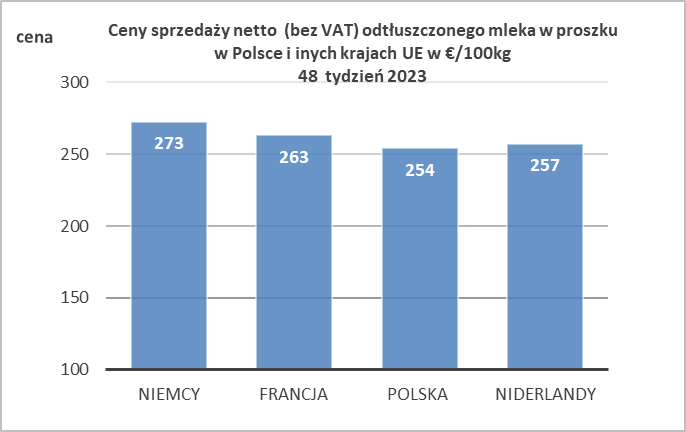 cena
Ceny sprzedaży netto (bez VAT) odtłuszczonego mleka w proszku
w Polsce i inych krajach UE w €/100kg
48 tydzień 2023
300
250
200
150
100
273
263
254
257
NIEMCY
FRANCJA
POLSKA
NIDERLANDY